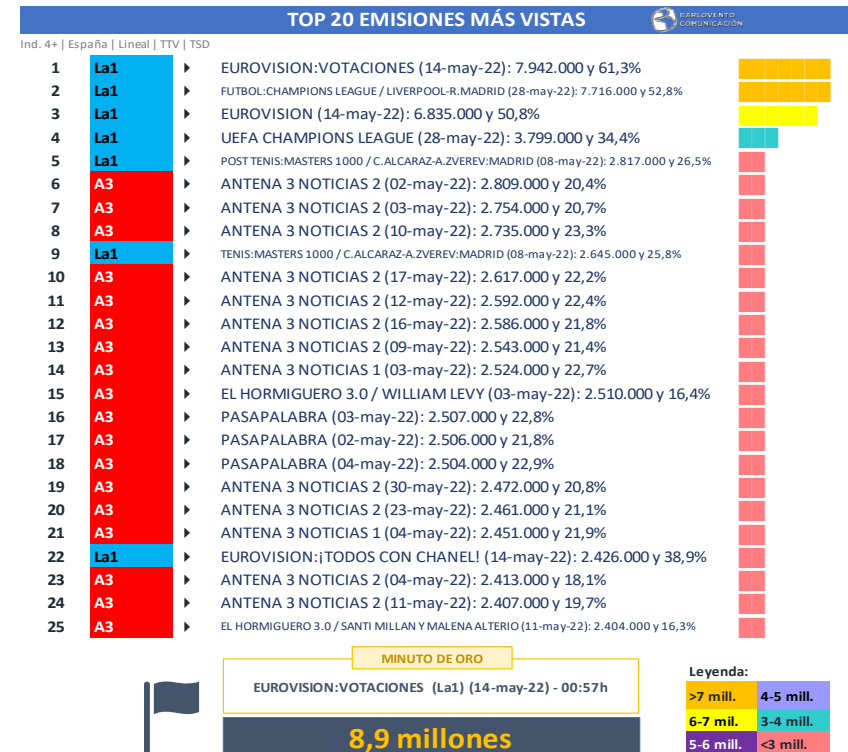 TOP 20 EMISIONES MÁS VISTAS
BARLOVENTO
COMUNICACIÓN
Ind. 4+ | España | Lineal | TTV | TSD
1 La1 EUROVISION:VOTACIONES (14-may-22): 7.942.000 y 61,3%
2 La1 FUTBOL:CHAMPIONS LEAGUE / LIVERPOOL-R.MADRID (28-may-22): 7.716.000 y 52,8%
3 La1 EUROVISION (14-may-22): 6.835.000 y 50,8%
4 La1 UEFA CHAMPIONS LEAGUE (28-may-22): 3.799.000 y 34,4%
5 La1 POST TENIS:MASTERS 1000 / C.ALCARAZ-A.ZVEREV:MADRID (08-may-22): 2.817.000 y 26,5%
6 A3 ANTENA 3 NOTICIAS 2 (02-may-22): 2.809.000 y 20,4%
7 A3 ANTENA 3 NOTICIAS 2 (03-may-22): 2.754.000 y 20,7%
8 A3 ANTENA 3 NOTICIAS 2 (10-may-22): 2.735.000 y 23,3%
9 La1 TENIS:MASTERS 1000 / C.ALCARAZ-A.ZVEREV:MADRID (08-may-22): 2.645.000 y 25,8%
10 A3 ANTENA 3 NOTICIAS 2 (17-may-22): 2.617.000 y 22,2%
11 A3 ANTENA 3 NOTICIAS 2 (12-may-22): 2.592.000 y 22,4%
12 A3 ANTENA 3 NOTICIAS 2 (16-may-22): 2.586.000 y 21,8%
13 A3 ANTENA 3 NOTICIAS 2 (09-may-22): 2.543.000 y 21,4%
14 A3 ANTENA 3 NOTICIAS 1 (03-may-22): 2.524.000 y 22,7%
15 A3 EL HORMIGUERO 3.0 / WILLIAM LEVY (03-may-22): 2.510.000 y 16,4%
16 A3 PASAPALABRA (03-may-22): 2.507.000 y 22,8%
17 A3 PASAPALABRA (02-may-22): 2.506.000 y 21,8%
18 A3 PASAPALABRA (04-may-22): 2.504.000 y 22,9%
19 A3 ANTENA 3 NOTICIAS 2 (30-may-22): 2.472.000 y 20,8%
20 A3 ANTENA 3 NOTICIAS 2 (23-may-22): 2.461.000 y 21,1%
21 A3 ANTENA 3 NOTICIAS 1 (04-may-22): 2.451.000 y 21,9%
22 La1 EUROVISION:¡TODOS CON CHANEL! (14-may-22): 2.426.000 y 38,9%
23 A3 ANTENA 3 NOTICIAS 2 (04-may-22): 2.413.000 y 18,1%
24 A3 ANTENA 3 NOTICIAS 2 (11-may-22): 2.407.000 y 19,7%
25 A3 EL HORMIGUERO 3.0 / SANTI MILLAN Y MALENA ALTERIO (11-may-22): 2.404.000 y 16,3%
MINUTO DE ORO
EUROVISION:VOTACIONES (La1) (14-may-22) - 00:57h
8,9 millones
Leyenda:
>7 mill. 4-5 mill.
6-7 mil. 3-4 mill.
5-6 mill. <3 mill.